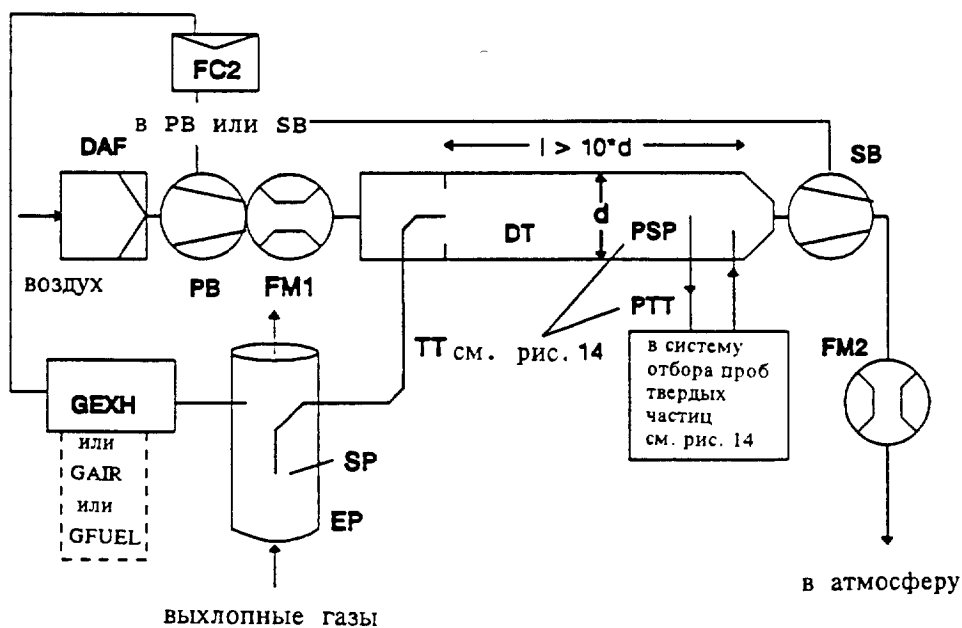 FC2
в РВ или SB
DAF
l > 10*d
SB
d
DT
PSP
воздух
PB
FM1
PTT
TT см. рис. 14
в систему
отбора проб
твердых
частиц
см. рис. 14
FM2
GEXH
или
GAIR
или
GFUEL
SP
EP
в атмосферу
выхлопные газы